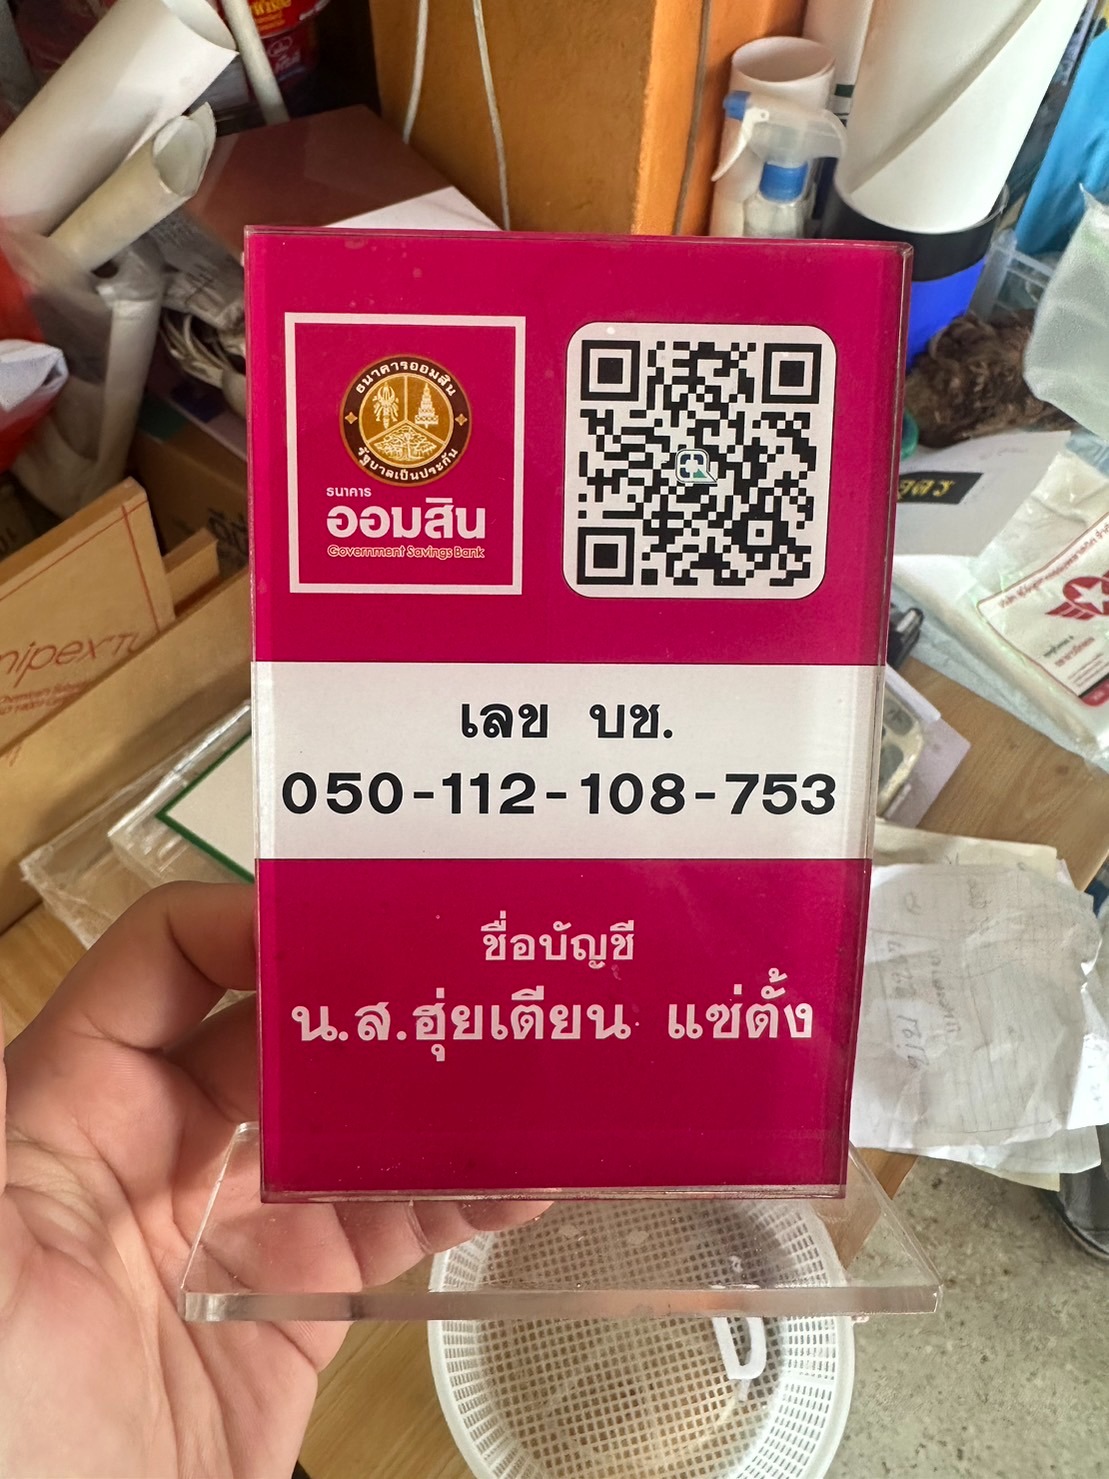 ธนาคารออมสิน
รัฐบาลเป็นประกัน
ธนาคาร
ออมสิน
Government Savings Bank
เลข บช.
050-112-108-753
ชื่อบัญชี
น.ส.ฮุ่ยเตียน แซ่ตั้ง